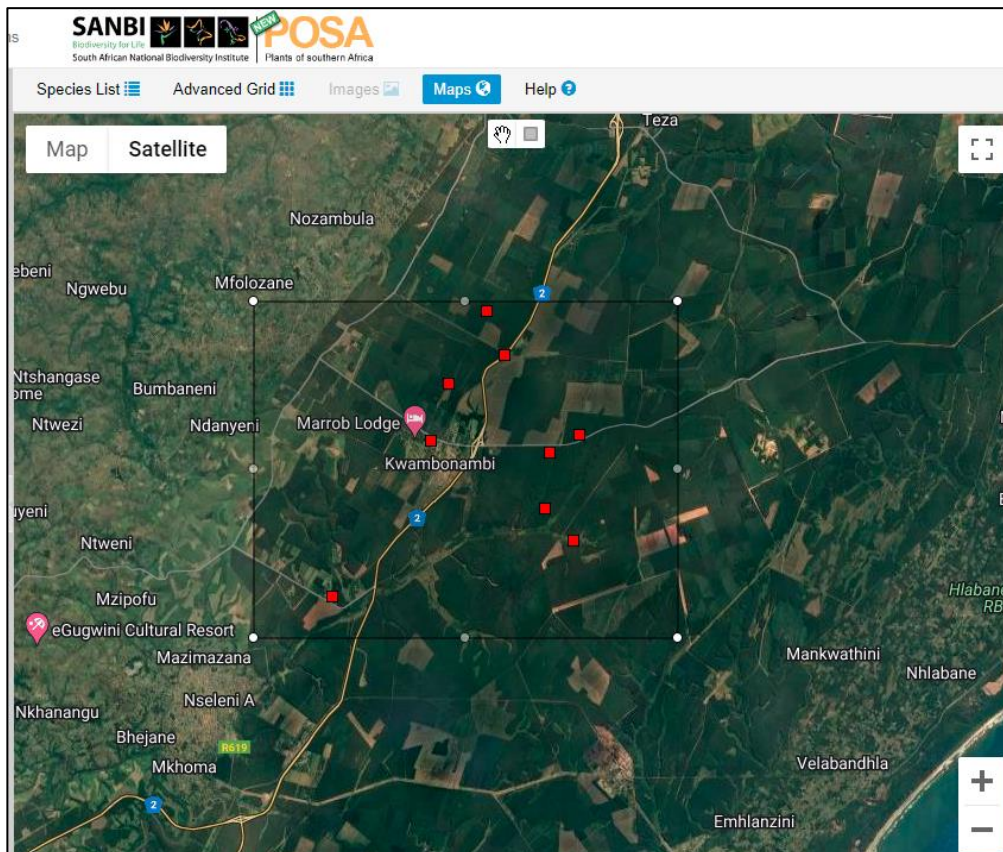 ns
SANBI
Biodiversity for Life
South African National Biodiversity Institute
NEW
POSA
Plants of southern Africa
Species List
Advanced Grid
Images
Maps
Help
Map
Satellite
Teza
Nozambula
ebeni
Ngwebu
Mfolozane
2
Ntshangase
ome
Bumbaneni
Ntwezi
Ndanyeni
Marrob Lodge
Kwambonambi
uyeni
2
Ntweni
Mzipofu
Hlaban
RB
eGugwini Cultural Resort
Mazimazana
Mankwathini
Nhlabane
Nseleni A
Nkhanangu
Bhejane
R619
Mkhoma
Velabandhla
2
Emhlanzini